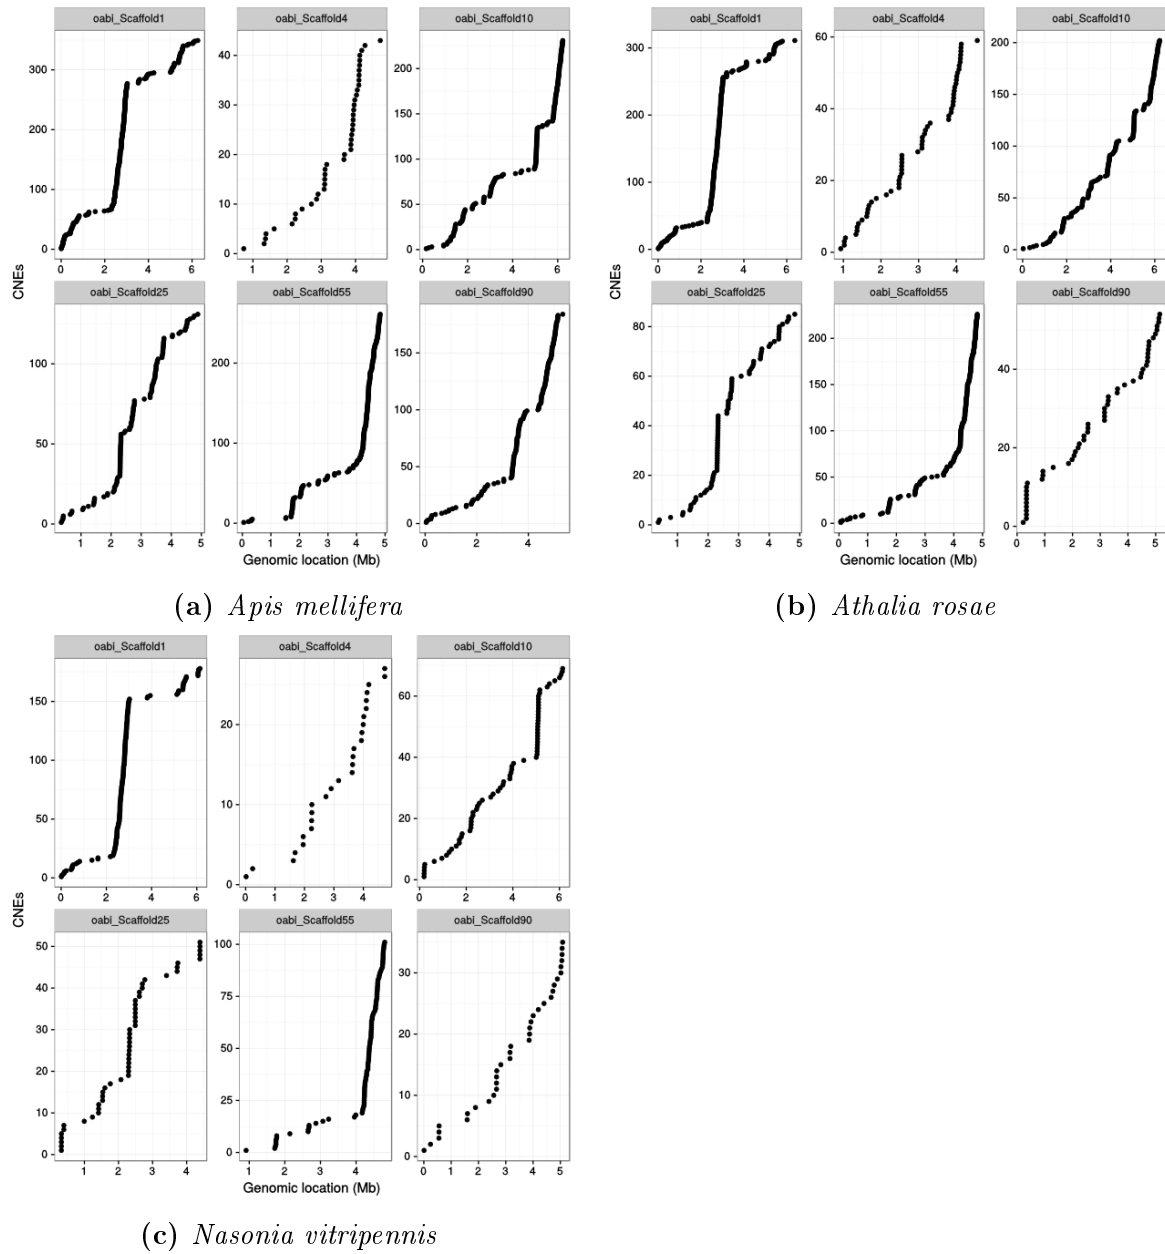 oabi_Scaffold1 oabi_Scaffold4 oabi_Scaffold10
300 200 100 0
40 30 20 10 0
200 150 100 50 0
0 2 4 6
1 2 3 4
0 2 4 6
CNEs
oabi_Scaffold25 oabi_Scaffold55 oabi_Scaffold90
100 50 0
200 100 0
150 100 50 0
1 2 3 4 5
0 1 2 3 4 5
0 2 4
Genomic location (Mb)
(a) Apis mellifera
oabi_Scaffold1 oabi_Scaffold4 oabi_Scaffold10
300 200 100 0
60 40 20 0
200 150 100 50 0
0 2 4 6
1 2 3 4
0 2 4 6
CNEs
oabi_Scaffold25 oabi_Scaffold55 oabi_Scaffold90
80 60 40 20 0
200 150 100 50 0
40 20 0
1 2 3 4
0 1 2 3 4 5
0 1 2 3 4 5
Genomic location (Mb)
(b) Athalia rosae
oabi_Scaffold1 oabi_Scaffold4 oabi_Scaffold10
150 100 50 0
20 10 0
60 40 20 0
0 2 4 6
0 1 2 3 4
0 2 4 6
CNEs
oabi_Scaffold25 oabi_Scaffold55 oabi_Scaffold90
50 40 30 20 10 0
100 75 50 25 0
30 20 10 0
1 2 3 4
1 2 3 4
0 1 2 3 4 5
Genomic location (Mb)
(c) Nasonia vitripennis